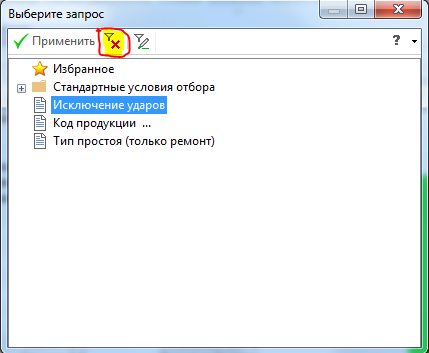 Выберите запрос
Применить ?
Избранное
Стандартные условия отбора
Исключение ударов
Код продукции ...
Тип простоя (только ремонт)